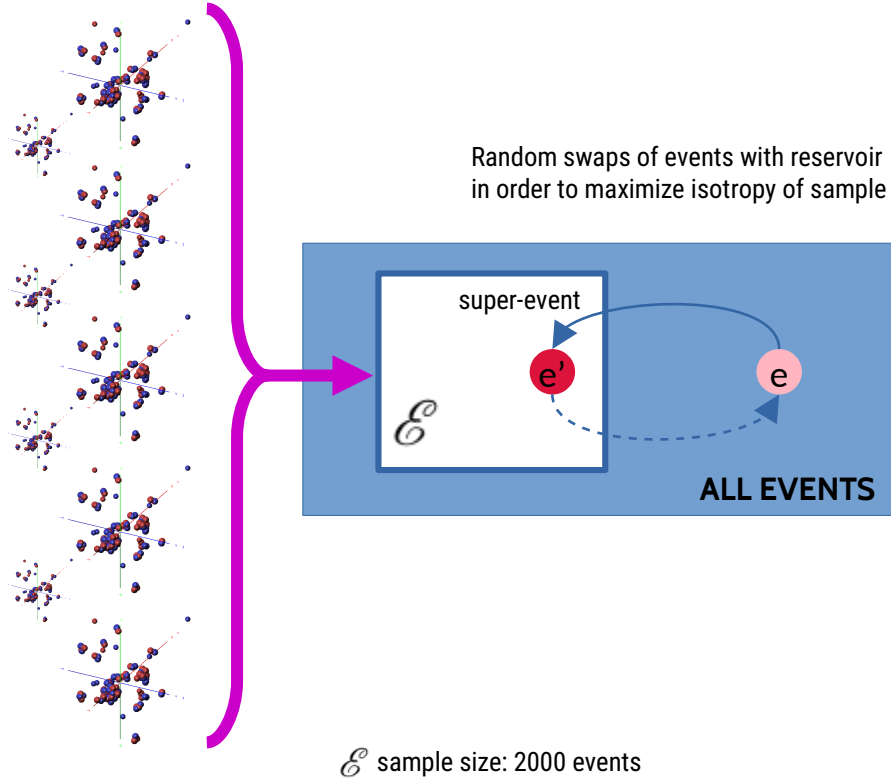 Random swaps of events with reservoir
in order to maximize isotropy of sample
super-event
e’
e
ℰ
ALL EVENTS
ℰ sample size: 2000 events